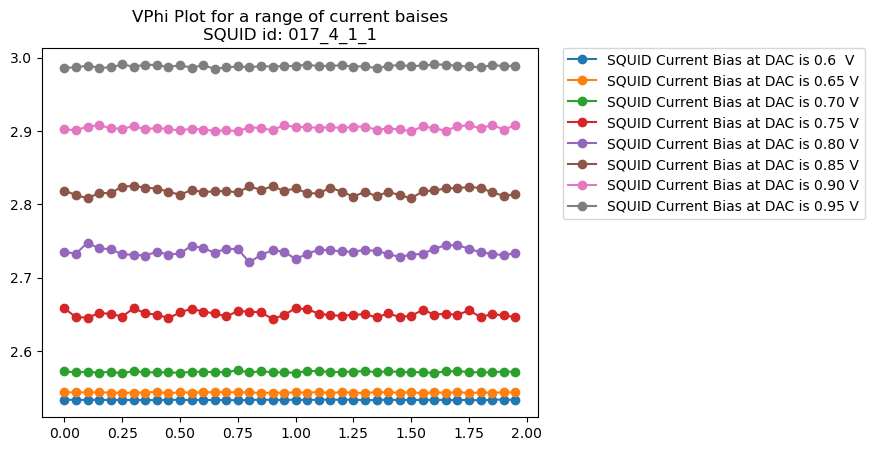 VPhi Plot for a range of current baises
SQUID id: 017_4_1_1
3.0
2.9
2.8
2.7
2.6
0.00 0.25 0.50 0.75 1.00 1.25 1.50 1.75 2.00
SQUID Current Bias at DAC is 0.6  V
SQUID Current Bias at DAC is 0.65 V
SQUID Current Bias at DAC is 0.70 V
SQUID Current Bias at DAC is 0.75 V
SQUID Current Bias at DAC is 0.80 V
SQUID Current Bias at DAC is 0.85 V
SQUID Current Bias at DAC is 0.90 V
SQUID Current Bias at DAC is 0.95 V